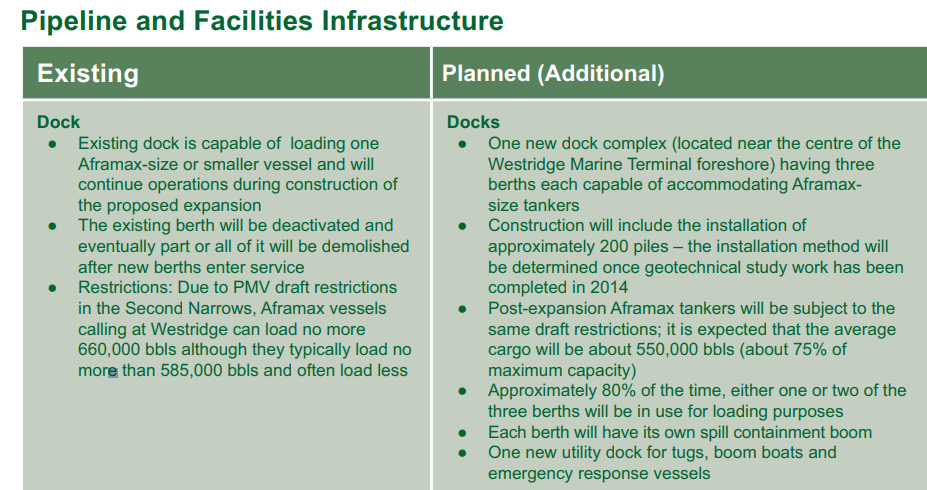 Pipeline and Facilities Infrastructure
Existing
Planned (Additional)
Dock
● Existing dock is capable of loading one
Aframax-size or smaller vessel and will
continue operations during construction of
the proposed expansion
● The existing berth will be deactivated and
eventually part or all of it will be demolished
after new berths enter service
● Restrictions: Due to PMV draft restrictions
in the Second Narrows, Aframax vessels
calling at Westridge can load no more
660,000 bbls although they typically load no
more than 585,000 bbls and often load less
Docks
● One new dock complex (located near the centre of the
Westridge Marine Terminal foreshore) having three
berths each capable of accommodating Aframax-
size tankers
● Construction will include the installation of
approximately 200 piles – the installation method will
be determined once geotechnical study work has been
completed in 2014
● Post-expansion Aframax tankers will be subject to the
same draft restrictions; it is expected that the average
cargo will be about 550,000 bbls (about 75% of
maximum capacity)
● Approximately 80% of the time, either one or two of the
three berths will be in use for loading purposes
● Each berth will have its own spill containment boom
● One new utility dock for tugs, boom boats and
emergency response vessels